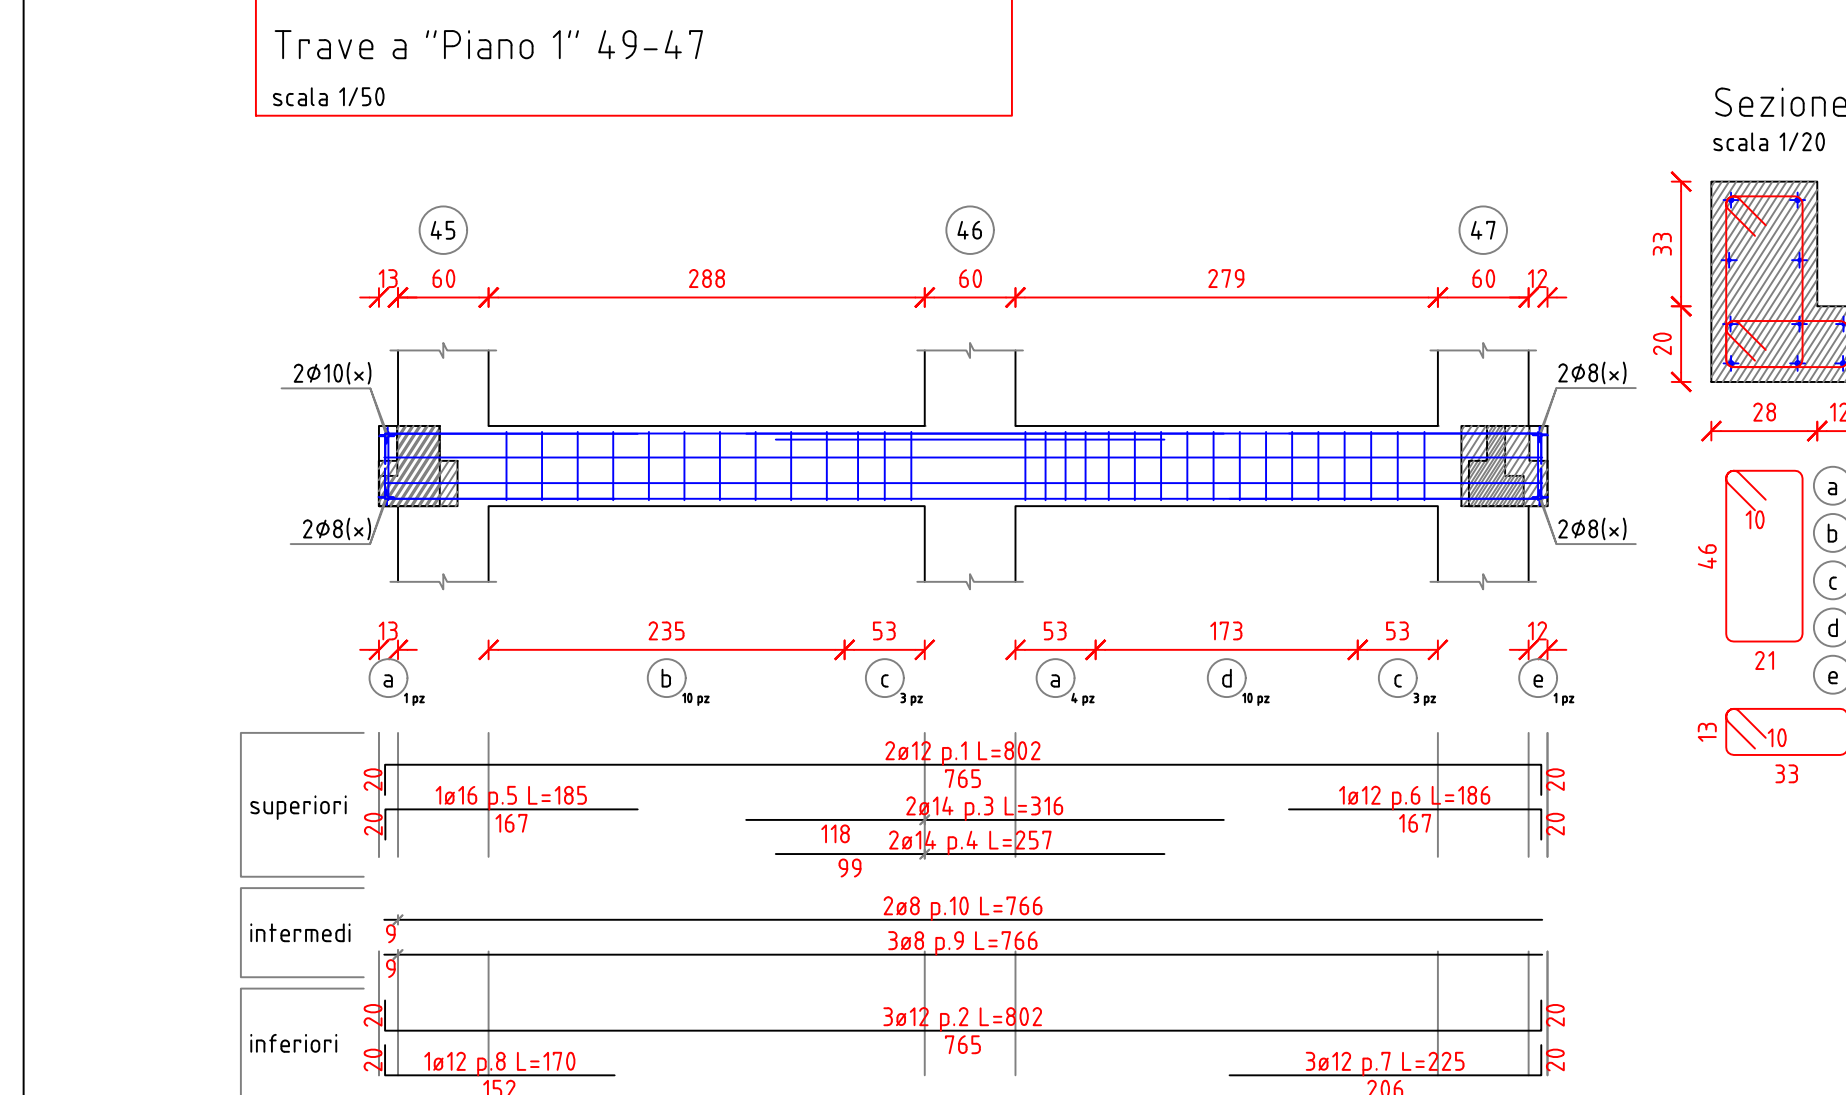 Trave a "Piano 1" 49-47
scala 1/50
Sezione
scala 1/20
45 46 47
13 60 288 60 279 60 12
33
20
2Ø10(x) 2Ø8(x)
2Ø8(x) 2Ø8(x)
28 12
13 235 53 53 173 53 12
a 1 pz b 10 pz c 3 pz a 4 pz d 10 pz c 3 pz e 1 pz
10
46
21
a
b
c
d
e
13
10
33
superiori
2ø12 p.1 L=802
20 765 20
1ø16 p.5 L=185
20 167
2ø14 p.3 L=316
118
1ø12 p.6 L=186
167 20
2ø14 p.4 L=257
99
intermedi
2ø8 p.10 L=766
9
3ø8 p.9 L=766
9
inferiori
3ø12 p.2 L=802
20 765 20
1ø12 p.8 L=170
20 152
3ø12 p.7 L=225
206 20